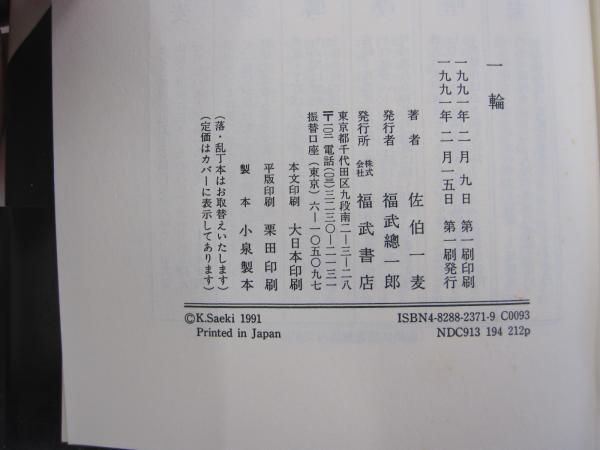 一輪
一九九一年二月九日 第一刷印刷
一九九一年二月一五日 第一刷発行
著者 佐伯一麦
発行者 福武總一郎
発行所 株式会社 福武書店
東京都千代田区九段南二―三―二八
〒一〇二 電話(〇三)三二三〇―二一三一
振替口座(東京)六―一〇五〇九七
本文印刷 大日本印刷
平版印刷 栗田印刷
製本 小泉製本
(落・乱丁本はお取替えいたします)
(定価はカバーに表示してあります)
©K.Saeki 1991
Printed in Japan
ISBN4-8288-2371-9 C0093
NDC913 194 212p